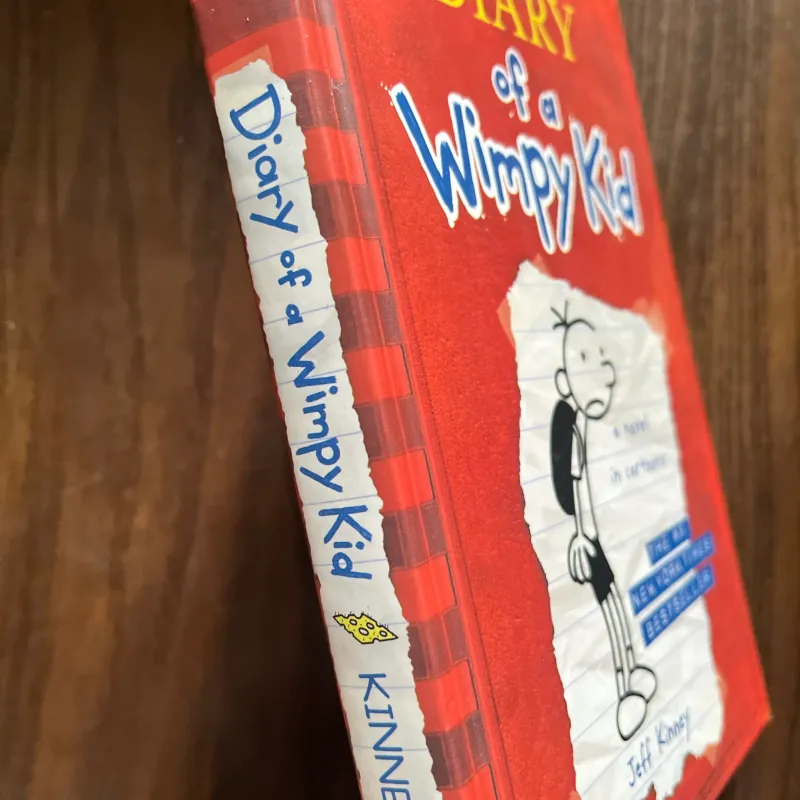 Diary of a Wimpy Kid
KINNE
DIARY
of a
Wimpy Kid
a novel
in cartoons
THE #1
NEW YORK TIMES
BESTSELLER
Jeff Kinney